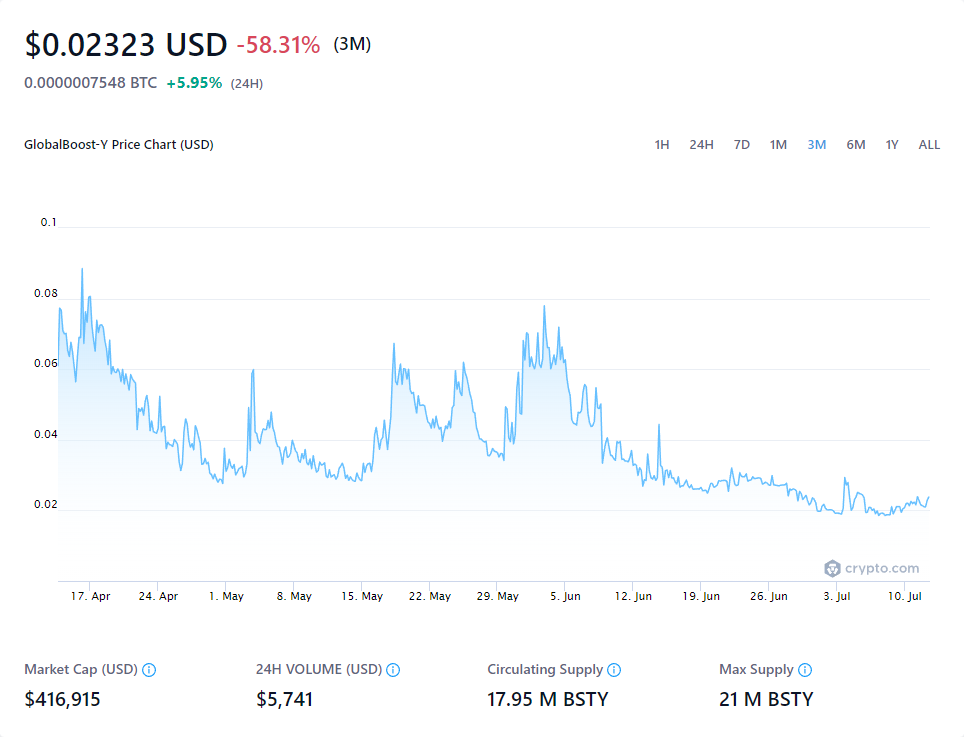 $0.02323 USD -58.31% (3M)
0.0000007548 BTC +5.95% (24H)
GlobalBoost-Y Price Chart (USD) 1H 24H 7D 1M 3M 6M 1Y ALL
0.1
0.08
0.06
0.04
0.02
crypto.com
17. Apr 24. Apr 1. May 8. May 15. May 22. May 29. May 5. Jun 12. Jun 19. Jun 26. Jun 3. Jul 10. Jul
Market Cap (USD) 24H VOLUME (USD) Circulating Supply Max Supply
$416,915 $5,741 17.95 M BSTY 21 M BSTY